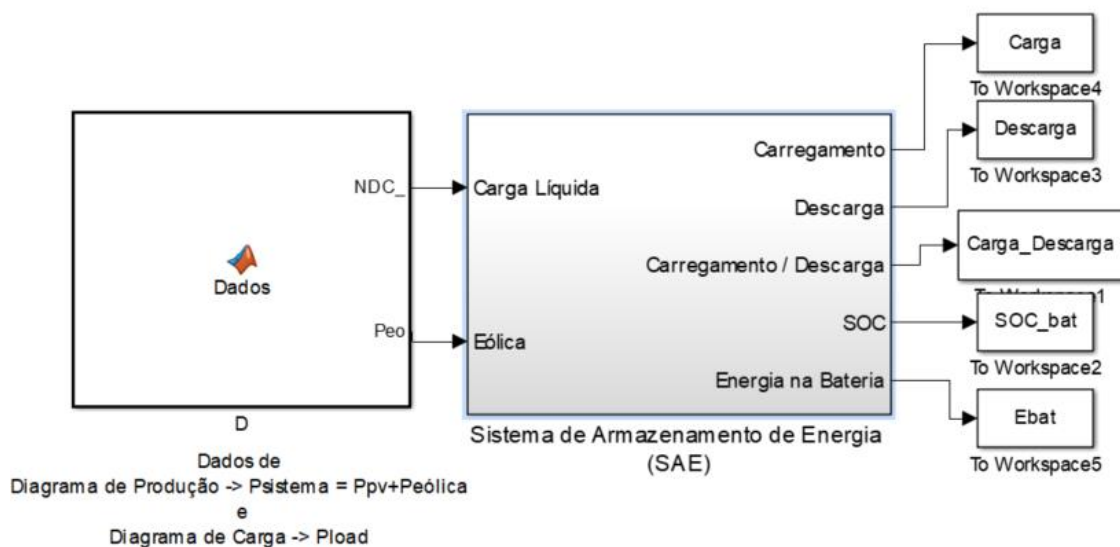 Carga
To Workspace4
Descarga
To Workspace3
Carga_Descarga
To Workspace1
SOC_bat
To Workspace2
Ebat
To Workspace5
NDC_
Dados
Peo
D
Dados de
Diagrama de Produção -> Psistema = Ppv+Peólica
e
Diagrama de Carga -> Pload
Carga Líquida
Eólica
Carregamento
Descarga
Carregamento / Descarga
SOC
Energia na Bateria
Sistema de Armazenamento de Energia
(SAE)